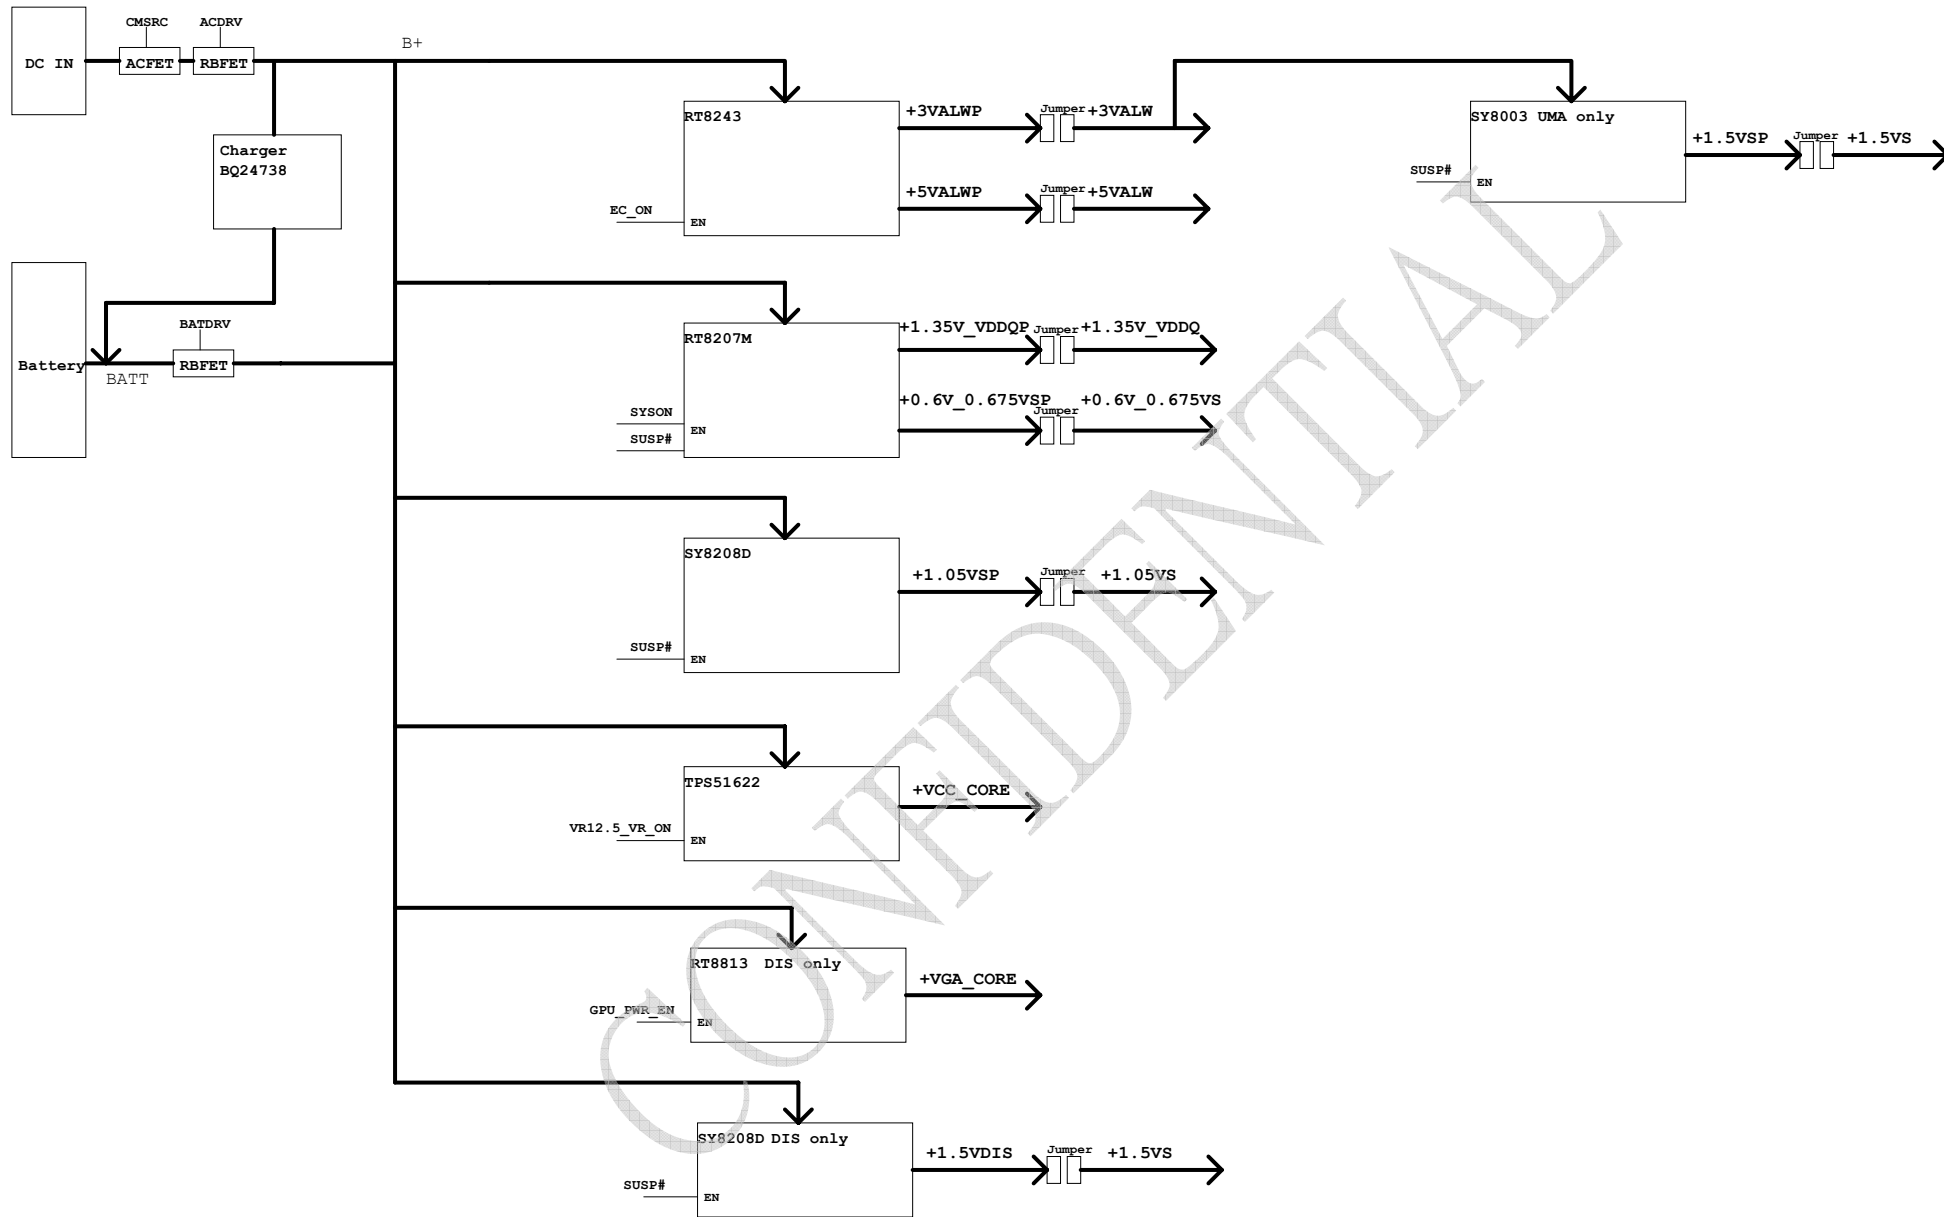 CMSRC
ACDRV
B+
DC IN
ACFET
RBFET
Charger
BQ24738
Battery
BATT
BATDRV
RBFET
RT8243
EC_ON
EN
+3VALWP
Jumper
+3VALW
+5VALWP
Jumper
+5VALW
SY8003 UMA only
SUSP#
EN
+1.5VSP
Jumper
+1.5VS
RT8207M
SYSON
SUSP#
EN
+1.35V_VDDQP
Jumper
+1.35V_VDDQ
+0.6V_0.675VSP
Jumper
+0.6V_0.675VS
SY8208D
SUSP#
EN
+1.05VSP
Jumper
+1.05VS
TPS51622
VR12.5_VR_ON
EN
+VCC_CORE
RT8813 DIS only
GPU_PWR_EN
EN
+VGA_CORE
SY8208D DIS only
SUSP#
EN
+1.5VDIS
Jumper
+1.5VS
CONFIDENTIAL